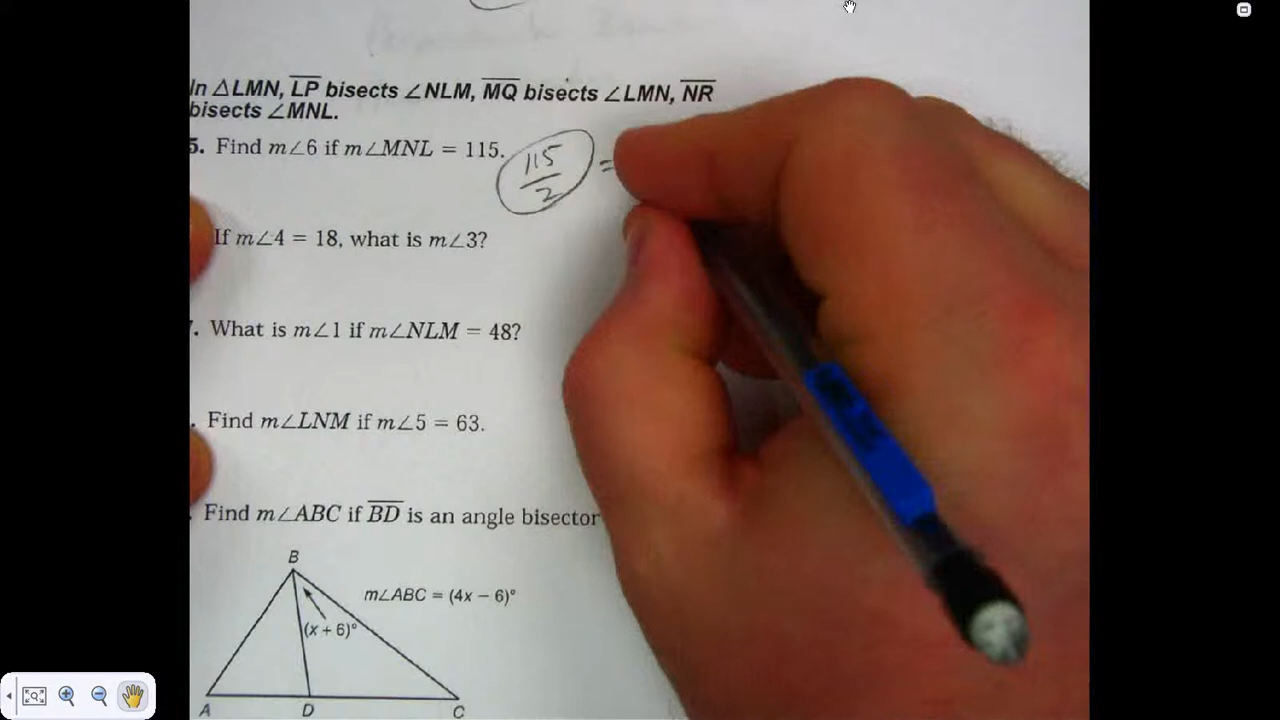 In △LMN, LP bisects ∠NLM, MQ bisects ∠LMN, NR
bisects ∠MNL.
5. Find m∠6 if m∠MNL = 115.
115/2 =
If m∠4 = 18, what is m∠3?
. What is m∠1 if m∠NLM = 48?
. Find m∠LNM if m∠5 = 63.
. Find m∠ABC if BD is an angle bisector
B
m∠ABC = (4x − 6)°
(x + 6)°
A D C